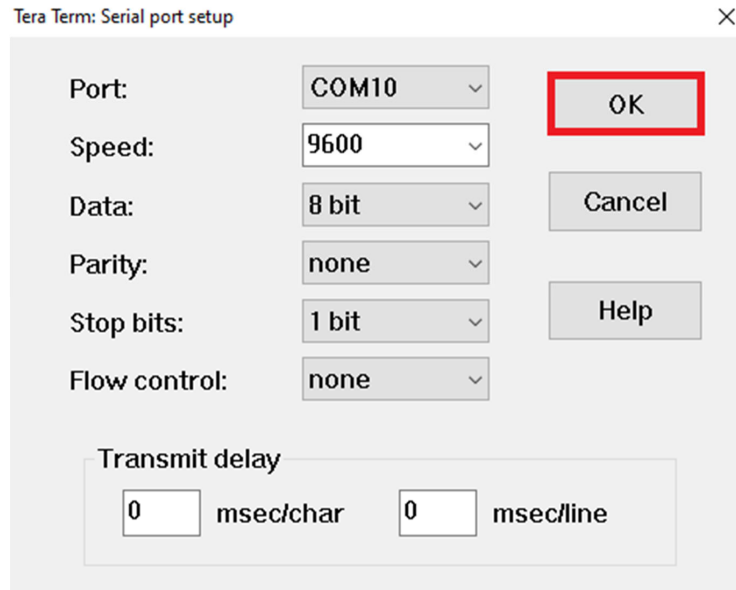 Tera Term: Serial port setup
Port: COM10 OK
Speed: 9600
Data: 8 bit Cancel
Parity: none
Stop bits: 1 bit Help
Flow control: none
Transmit delay
0 msec/char 0 msec/line